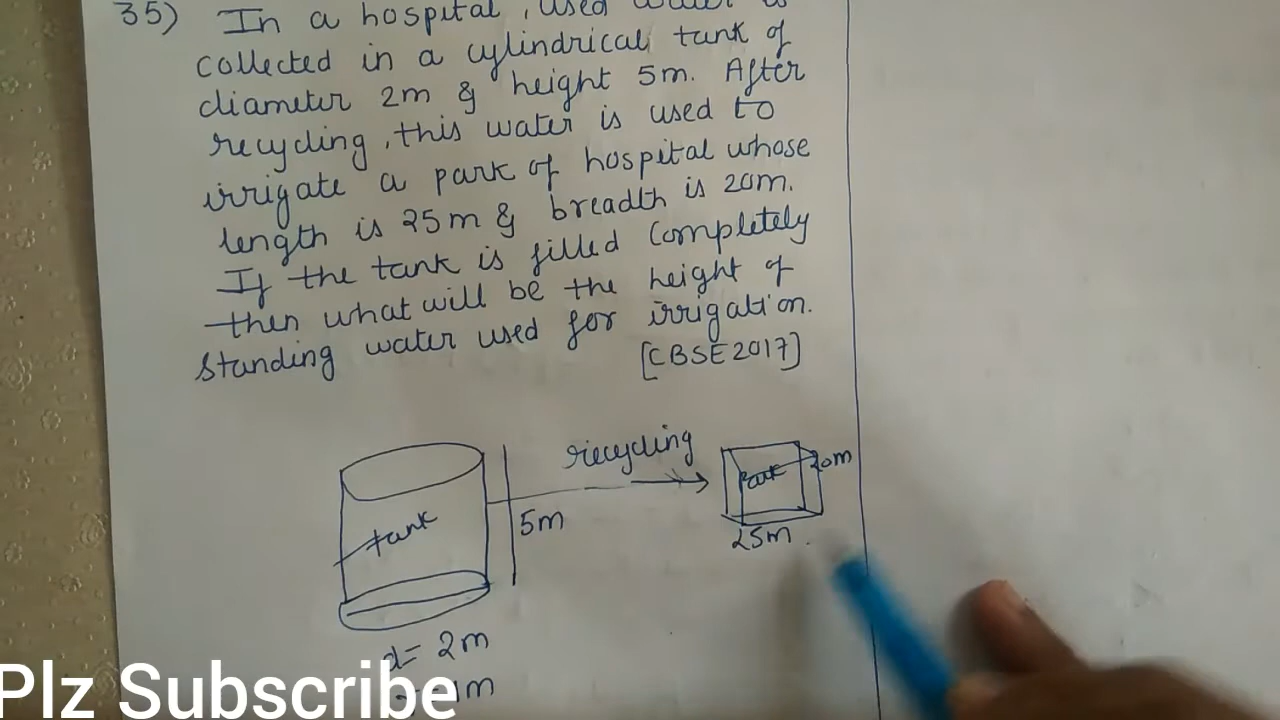 35) In a hospital, used water is
collected in a cylindrical tank of
diameter 2m & height 5m. After
recycling, this water is used to
irrigate a park of hospital whose
length is 25m & breadth is 20m.
If the tank is filled completely
then what will be the height of
standing water used for irrigation.
[CBSE 2017]
recycling
tank
5m
Park
20m
25m
d= 2m
1m
Plz Subscribe